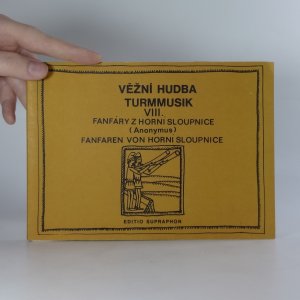 VĚŽNÍ HUDBA
TURMMUSIK
VIII.
FANFÁRY Z HORNÍ SLOUPNICE
(Anonymus)
FANFAREN VON HORNÍ SLOUPNICE
EDITIO SUPRAPHON